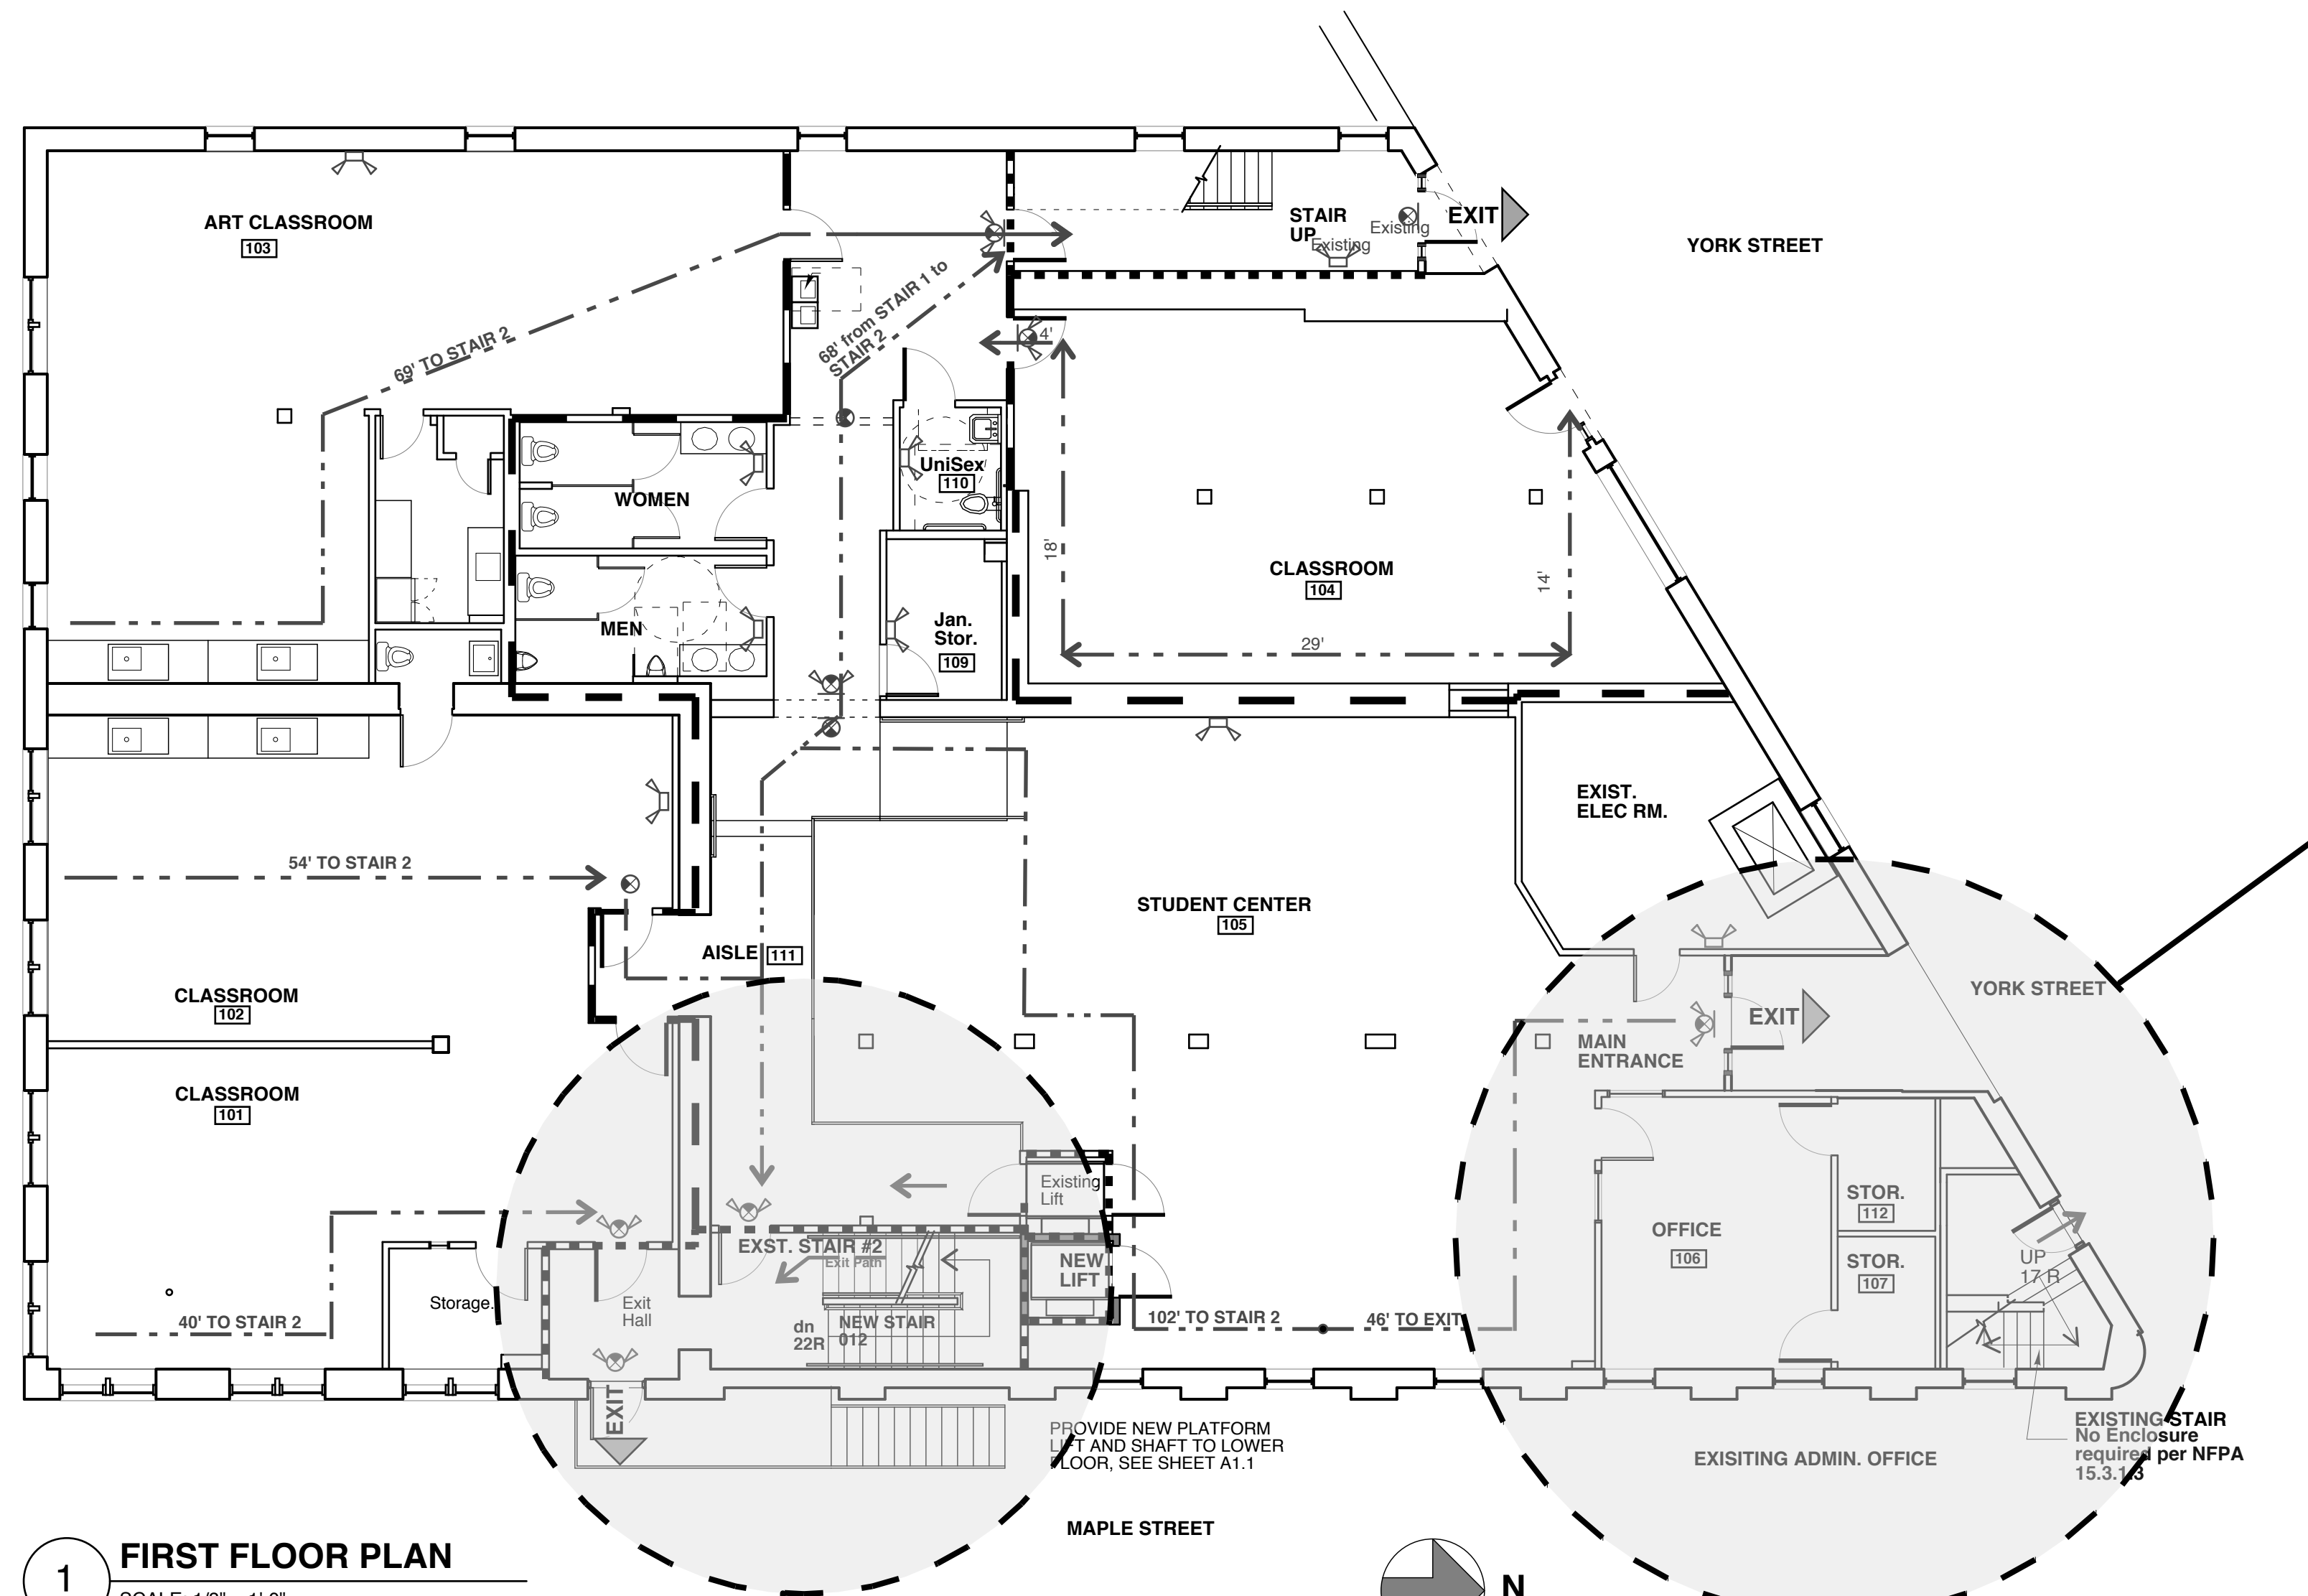 ART CLASSROOM
103
STAIR
UP
Existing
Existing
EXIT
YORK STREET
69' TO STAIR 2
68' from STAIR 1 to
STAIR 2
4'
UniSex
110
WOMEN
18'
CLASSROOM
104
14'
MEN
Jan.
Stor.
109
29'
EXIST.
ELEC RM.
54' TO STAIR 2
STUDENT CENTER
105
AISLE 111
CLASSROOM
102
YORK STREET
EXIT
MAIN
ENTRANCE
CLASSROOM
101
Existing
Lift
STOR.
112
OFFICE
106
EXST. STAIR #2
Exit Path
NEW
LIFT
STOR.
107
UP
17 R
Storage.
Exit
Hall
40' TO STAIR 2
dn
22R
NEW STAIR
012
102' TO STAIR 2
46' TO EXIT
EXIT
PROVIDE NEW PLATFORM
LIFT AND SHAFT TO LOWER
FLOOR, SEE SHEET A1.1
EXISITING ADMIN. OFFICE
EXISTING STAIR
No Enclosure
required per NFPA
15.3.1.3
MAPLE STREET
1
FIRST FLOOR PLAN
N